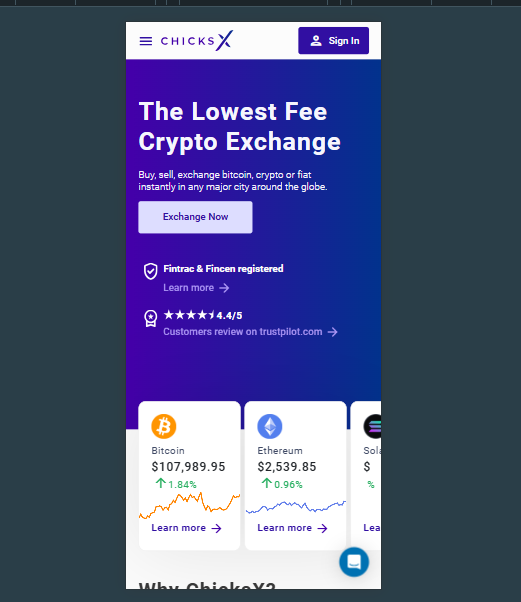 CHICKSX
Sign In
The Lowest Fee
Crypto Exchange
Buy, sell, exchange bitcoin, crypto or fiat
instantly in any major city around the globe.
Exchange Now
Fintrac & Fincen registered
Learn more
4.4/5
Customers review on trustpilot.com
Bitcoin
$107,989.95
1.84%
Learn more
Ethereum
$2,539.85
0.96%
Learn more
Sola
$
%
Lea
Why ChicksX?